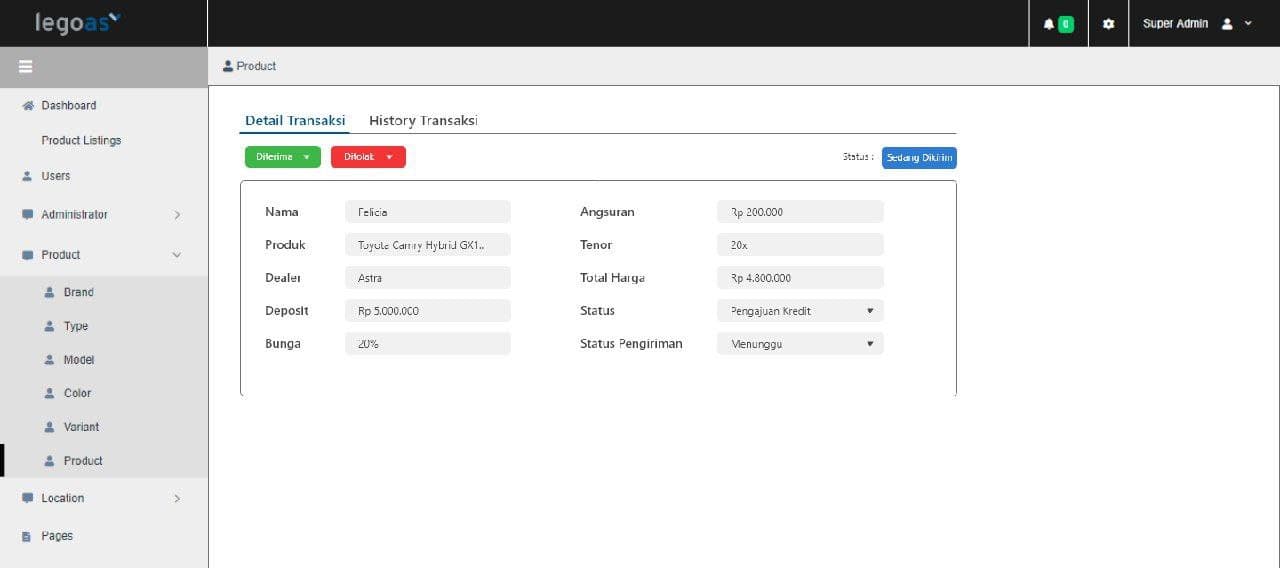 legoas
0
Super Admin
Product
Dashboard
Product Listings
Users
Administrator
Product
Brand
Type
Model
Color
Variant
Product
Location
Pages
Detail Transaksi
History Transaksi
Diterima
Ditolak
Status :
Sedang Dikirim
Nama
Felicia
Produk
Toyota Camry Hybrid GX1..
Dealer
Astra
Deposit
Rp 5.000.000
Bunga
20%
Angsuran
Rp 200.000
Tenor
20x
Total Harga
Rp 4.800.000
Status
Pengajuan Kredit
Status Pengiriman
Menunggu